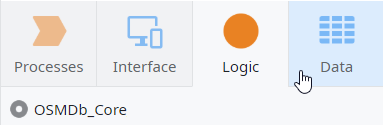 Processes Interface Logic Data
OSMDb_Core